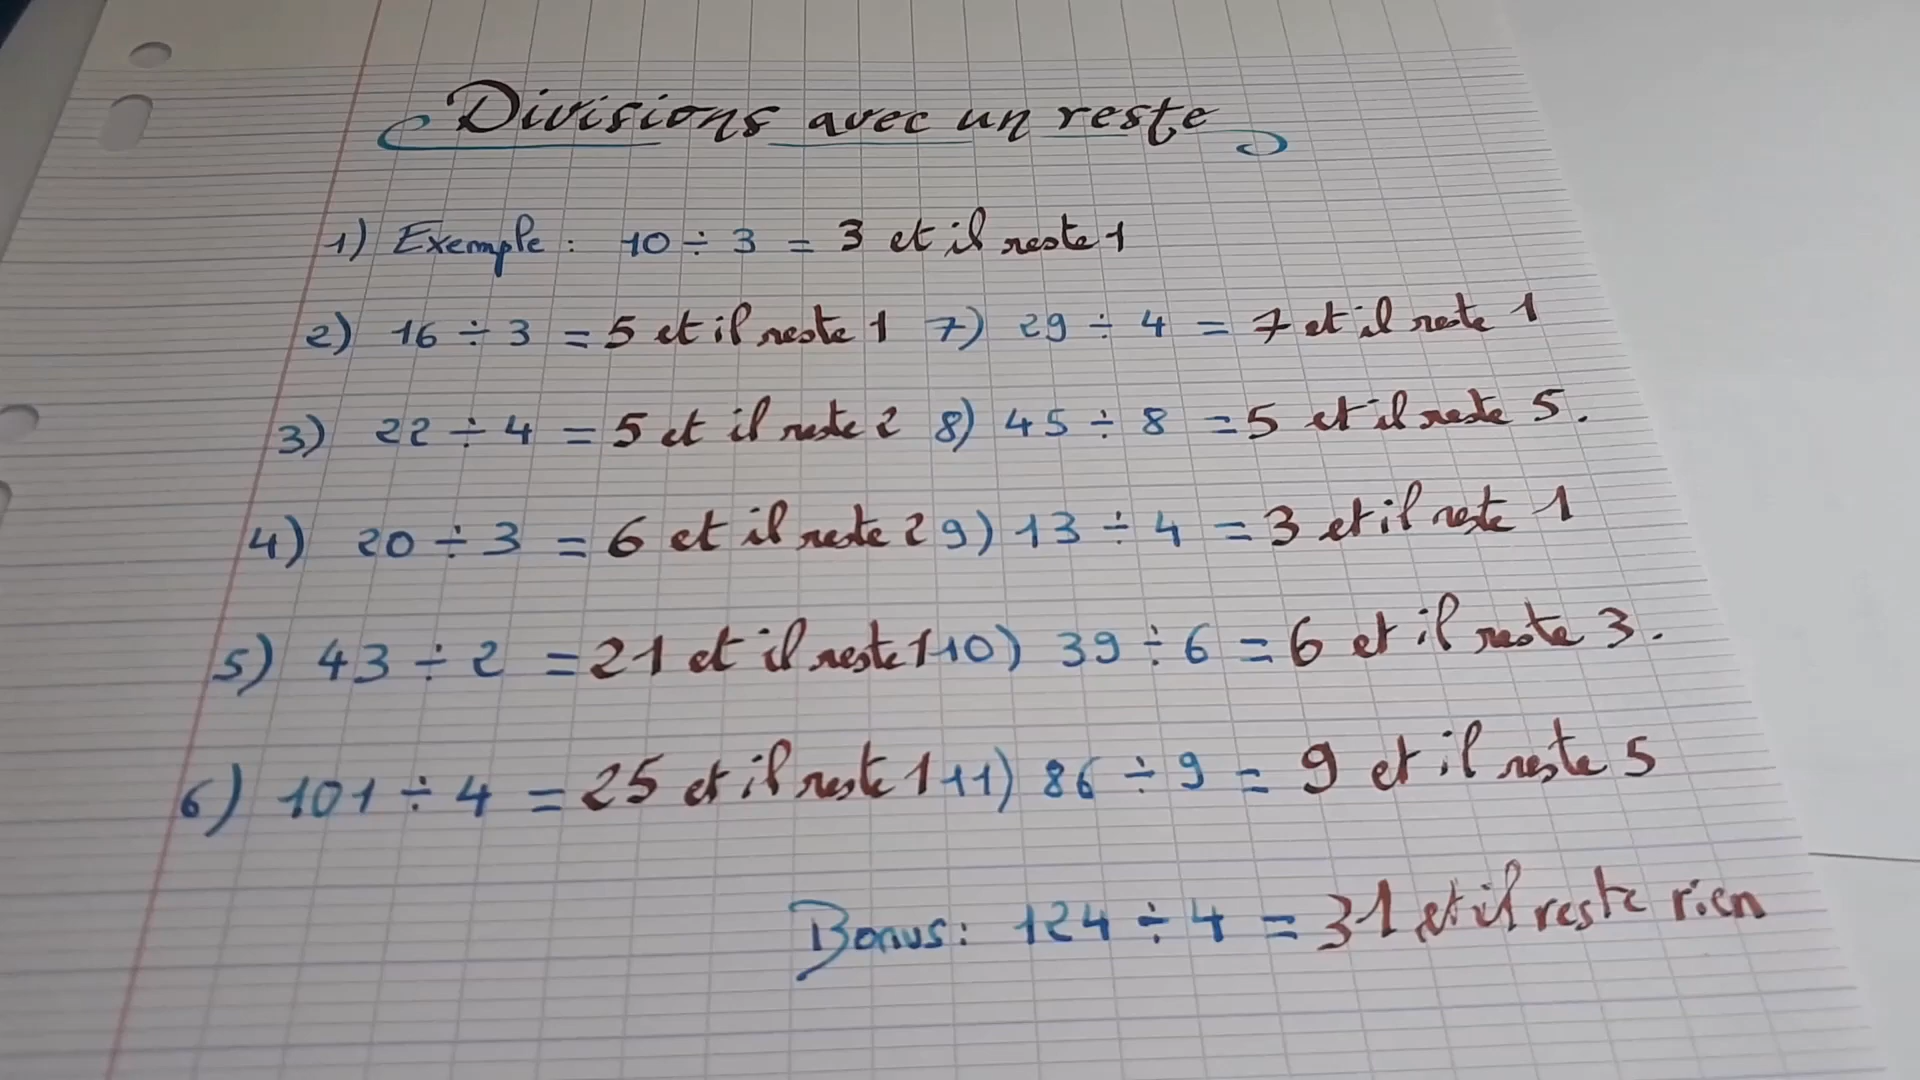 Divisions avec un reste
1) Exemple : 10 ÷ 3 = 3 et il reste 1
2) 16 ÷ 3 = 5 et il reste 1 7) 29 ÷ 4 = 7 et il reste 1
3) 22 ÷ 4 = 5 et il reste 2 8) 45 ÷ 8 = 5 et il reste 5.
4) 20 ÷ 3 = 6 et il reste 2 9) 13 ÷ 4 = 3 et il reste 1
5) 43 ÷ 2 = 21 et il reste 1 10) 39 ÷ 6 = 6 et il reste 3.
6) 101 ÷ 4 = 25 et il reste 1 11) 86 ÷ 9 = 9 et il reste 5
Bonus : 124 ÷ 4 = 31 et il reste rien